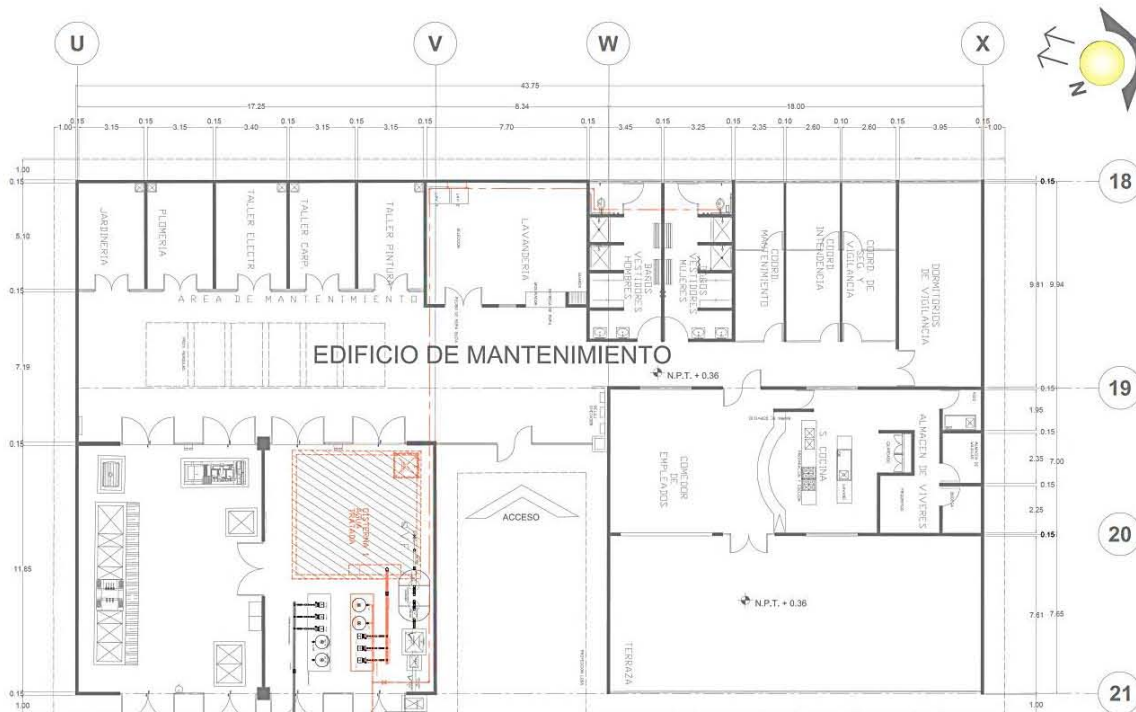 U
V
W
X
N
43.75
17.25
8.34
18.00
1.00
0.15
3.15
0.15
3.15
0.15
3.40
0.15
3.15
0.15
3.15
0.15
7.70
0.15
3.45
0.15
3.25
0.15
2.35
0.10
2.60
0.10
2.80
0.15
3.95
0.15
1.00
1.00
0.15
18
JARDINERIA
PLOMERIA
TALLER ELECTR.
TALLER CARP.
TALLER PINTURA
LAVANDERIA
BAÑOS
VESTIDORES
HOMBRES
VESTIDORES
MUJERES
COORD.
MANTENIMIENTO
COORD.
INTENDENCIA
COORD. DE
SEG Y
VIGILANCIA
DORMITORIOS
DE VIGILANCIA
0.15
AREA DE MANTENIMIENTO
9.81
9.94
EDIFICIO DE MANTENIMIENTO
7.19
N.P.T. + 0.36
0.15
19
1.95
0.15
COMEDOR
DE
EMPLEADOS
S. COCINA
ALMACEN DE VIVERES
0.15
2.35
7.00
0.15
2.25
CISTERNA 1
AGUA
TRATADA
ACCESO
0.15
20
11.65
N.P.T. + 0.36
7.61
7.65
TERRAZA
0.15
21
1.00
1.00